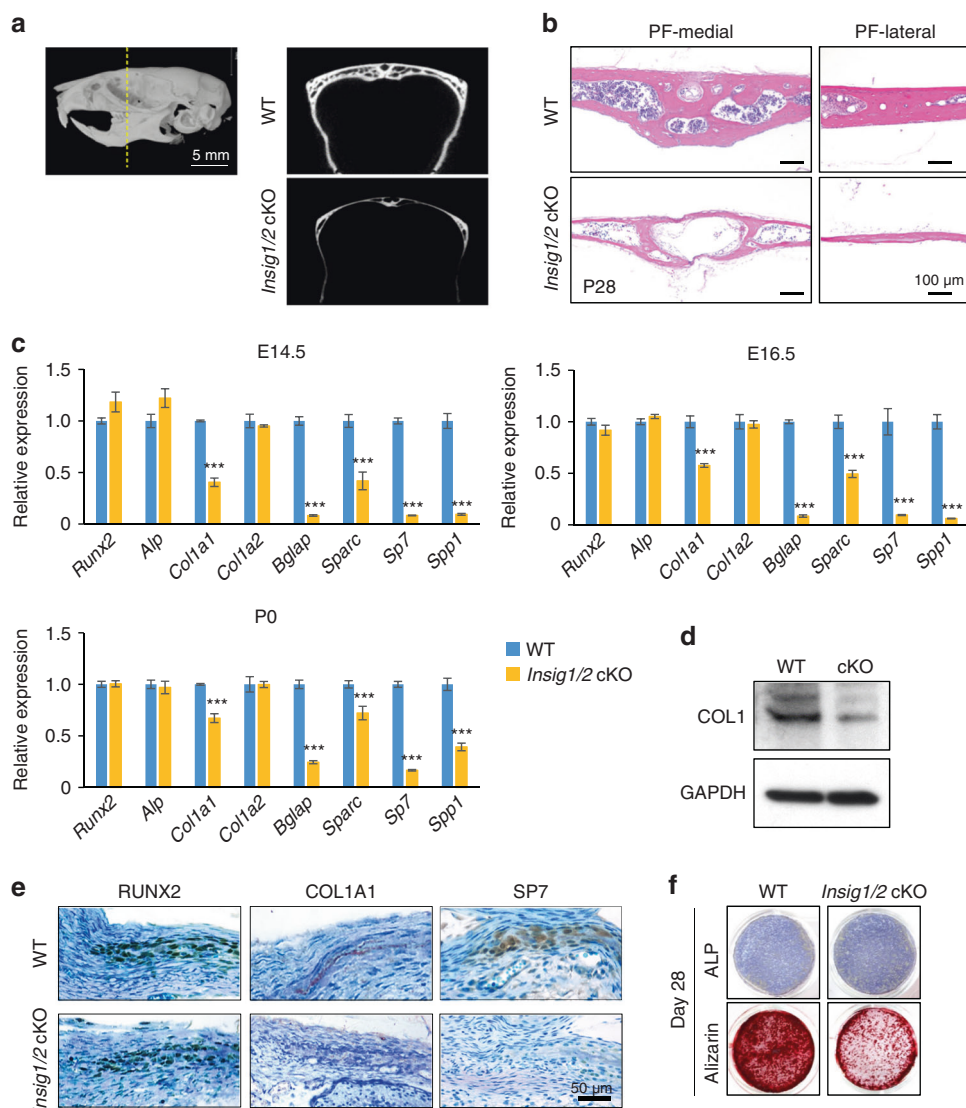 a
5 mm
WT
Insig1/2 cKO
b
PF-medial
PF-lateral
WT
Insig1/2 cKO
P28
100 μm
c
E14.5
Relative expression
1.5
1.0
0.5
0
***
***
***
***
***
Runx2
Alp
Col1a1
Col1a2
Bglap
Sparc
Sp7
Spp1
E16.5
Relative expression
1.5
1.0
0.5
0
***
***
***
***
***
Runx2
Alp
Col1a1
Col1a2
Bglap
Sparc
Sp7
Spp1
P0
Relative expression
1.5
1.0
0.5
0
***
***
***
***
***
Runx2
Alp
Col1a1
Col1a2
Bglap
Sparc
Sp7
Spp1
WT
Insig1/2 cKO
d
WT cKO
COL1
GAPDH
e
RUNX2
COL1A1
SP7
WT
Insig1/2 cKO
50 μm
f
WT
Insig1/2 cKO
Day 28
ALP
Alizarin